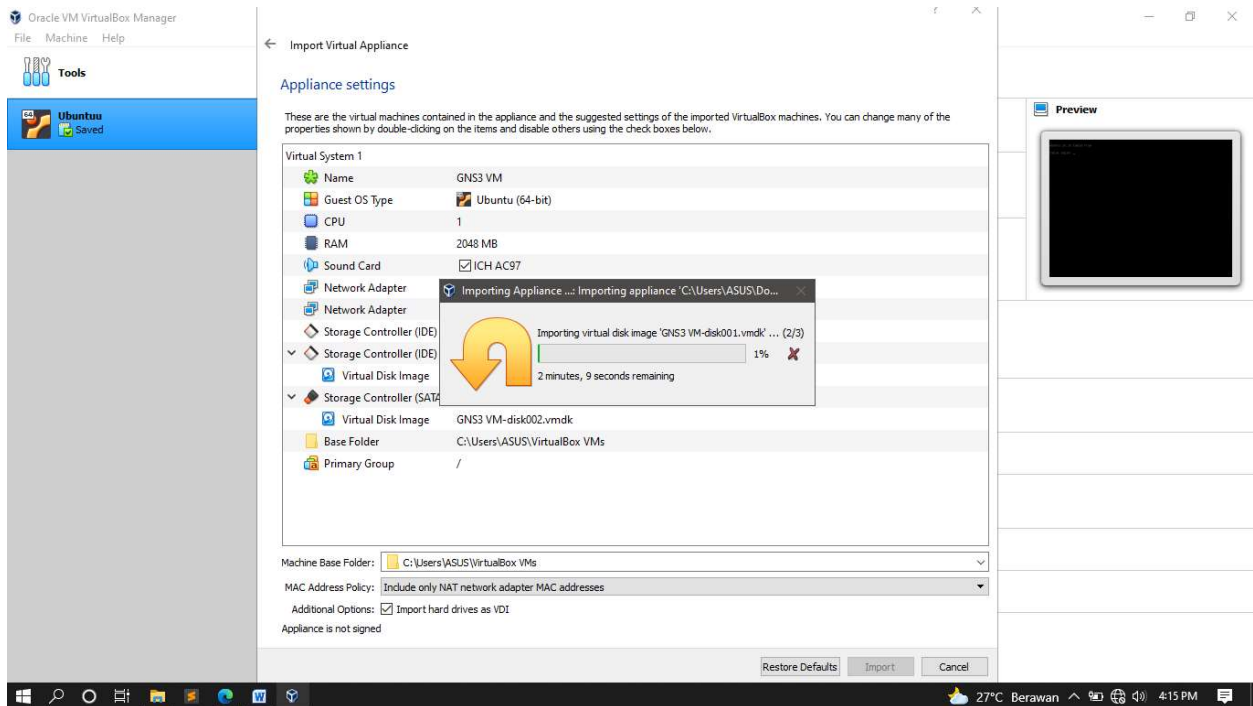 Oracle VM VirtualBox Manager
File Machine Help
Tools
64
Ubuntuu
Saved
?
Import Virtual Appliance
Appliance settings
These are the virtual machines contained in the appliance and the suggested settings of the imported VirtualBox machines. You can change many of the
properties shown by double-clicking on the items and disable others using the check boxes below.
Virtual System 1
Name GNS3 VM
Guest OS Type Ubuntu (64-bit)
CPU 1
RAM 2048 MB
Sound Card ICH AC97
Network Adapter
Network Adapter
Storage Controller (IDE)
Storage Controller (IDE)
Virtual Disk Image
Storage Controller (SATA
Virtual Disk Image GNS3 VM-disk002.vmdk
Base Folder C:\Users\ASUS\VirtualBox VMs
Primary Group /
Importing Appliance ...: Importing appliance 'C:\Users\ASUS\Do...
Importing virtual disk image 'GNS3 VM-disk001.vmdk' ... (2/3)
1%
2 minutes, 9 seconds remaining
Machine Base Folder: C:\Users\ASUS\VirtualBox VMs
MAC Address Policy: Include only NAT network adapter MAC addresses
Additional Options: Import hard drives as VDI
Appliance is not signed
Restore Defaults Import Cancel
Preview
27°C Berawan 4:15 PM